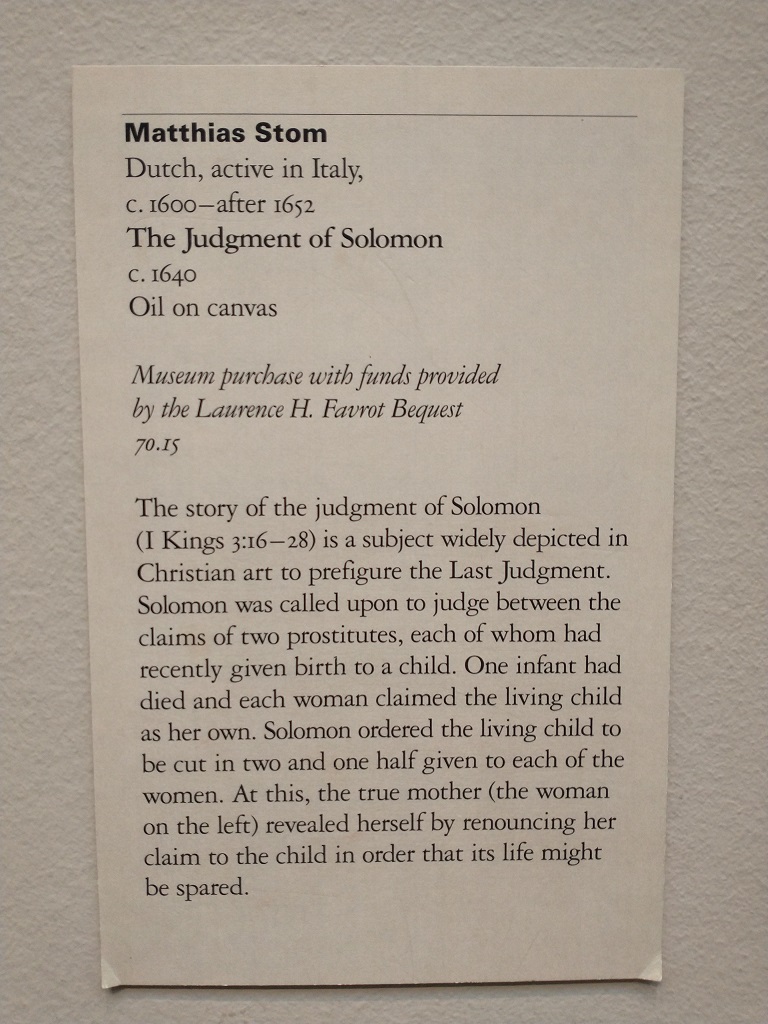 Matthias Stom
Dutch, active in Italy,
c. 1600–after 1652
The Judgment of Solomon
c. 1640
Oil on canvas
Museum purchase with funds provided
by the Laurence H. Favrot Bequest
70.15
The story of the judgment of Solomon
(I Kings 3:16–28) is a subject widely depicted in
Christian art to prefigure the Last Judgment.
Solomon was called upon to judge between the
claims of two prostitutes, each of whom had
recently given birth to a child. One infant had
died and each woman claimed the living child
as her own. Solomon ordered the living child to
be cut in two and one half given to each of the
women. At this, the true mother (the woman
on the left) revealed herself by renouncing her
claim to the child in order that its life might
be spared.